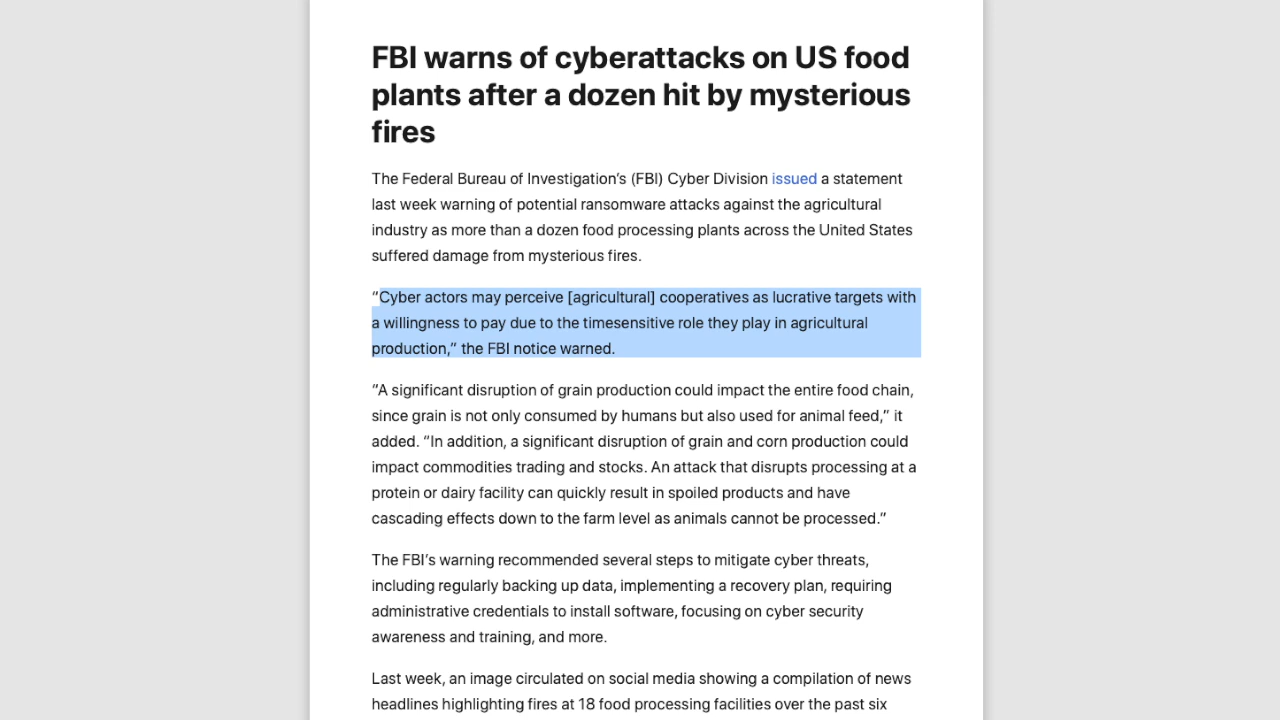 FBI warns of cyberattacks on US food
plants after a dozen hit by mysterious
fires
The Federal Bureau of Investigation’s (FBI) Cyber Division issued a statement
last week warning of potential ransomware attacks against the agricultural
industry as more than a dozen food processing plants across the United States
suffered damage from mysterious fires.
“Cyber actors may perceive [agricultural] cooperatives as lucrative targets with
a willingness to pay due to the timesensitive role they play in agricultural
production,” the FBI notice warned.
“A significant disruption of grain production could impact the entire food chain,
since grain is not only consumed by humans but also used for animal feed,” it
added. “In addition, a significant disruption of grain and corn production could
impact commodities trading and stocks. An attack that disrupts processing at a
protein or dairy facility can quickly result in spoiled products and have
cascading effects down to the farm level as animals cannot be processed.”
The FBI’s warning recommended several steps to mitigate cyber threats,
including regularly backing up data, implementing a recovery plan, requiring
administrative credentials to install software, focusing on cyber security
awareness and training, and more.
Last week, an image circulated on social media showing a compilation of news
headlines highlighting fires at 18 food processing facilities over the past six